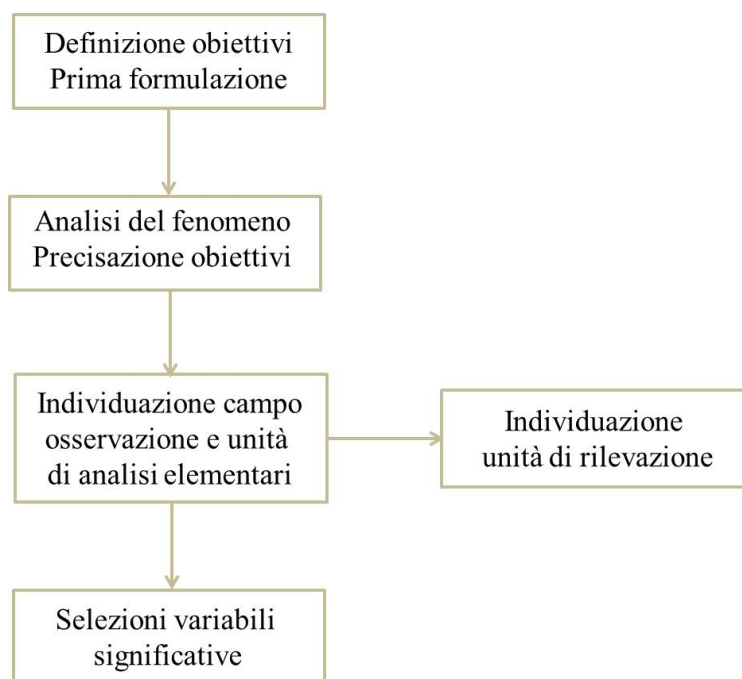 Definizione obiettivi
Prima formulazione
Analisi del fenomeno
Precisazione obiettivi
Individuazione campo
osservazione e unità
di analisi elementari
Individuazione
unità di rilevazione
Selezioni variabili
significative